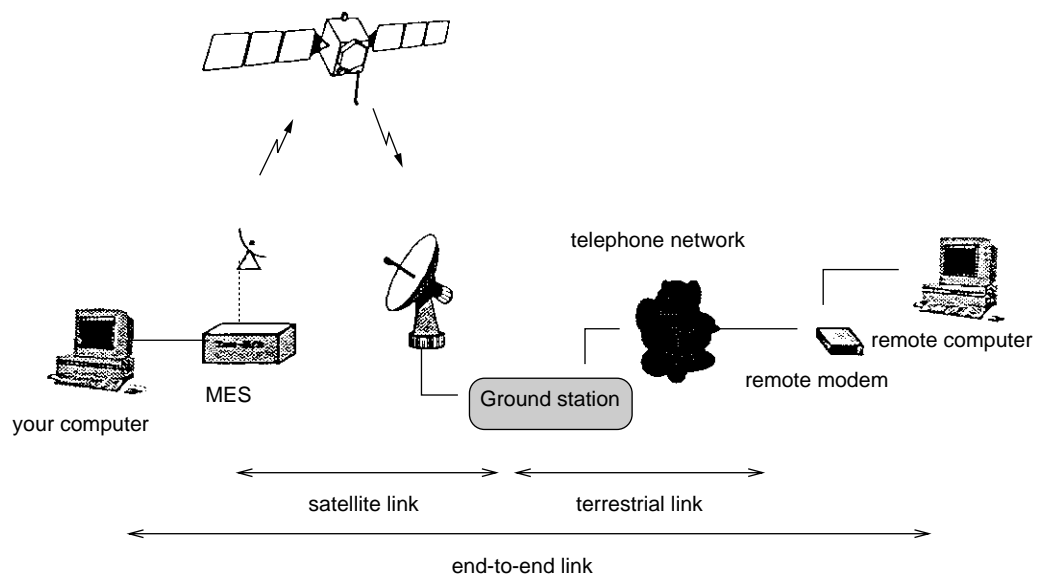 telephone network
remote computer
remote modem
MES
Ground station
your computer
satellite link
terrestrial link
end-to-end link